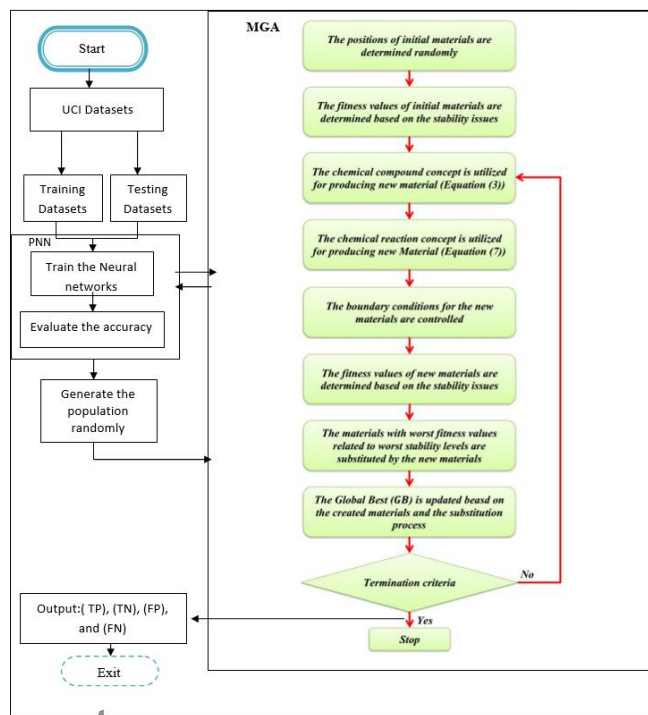 Start
UCI Datasets
Training
Datasets
Testing
Datasets
PNN
Train the Neural
networks
Evaluate the accuracy
Generate the
population
randomly
Output:( TP), (TN), (FP),
and (FN)
Exit
MGA
The positions of initial materials are
determined randomly
The fitness values of initial materials are
determined based on the stability issues
The chemical compound concept is utilized
for producing new material (Equation (3))
The chemical reaction concept is utilized
for producing new Material (Equation (7))
The boundary conditions for the new
materials are controlled
The fitness values of new materials are
determined based on the stability issues
The materials with worst fitness values
related to worst stability levels are
substituted by the new materials
The Global Best (GB) is updated beasd on
the created materials and the substitution
process
Termination criteria
No
Yes
Stop